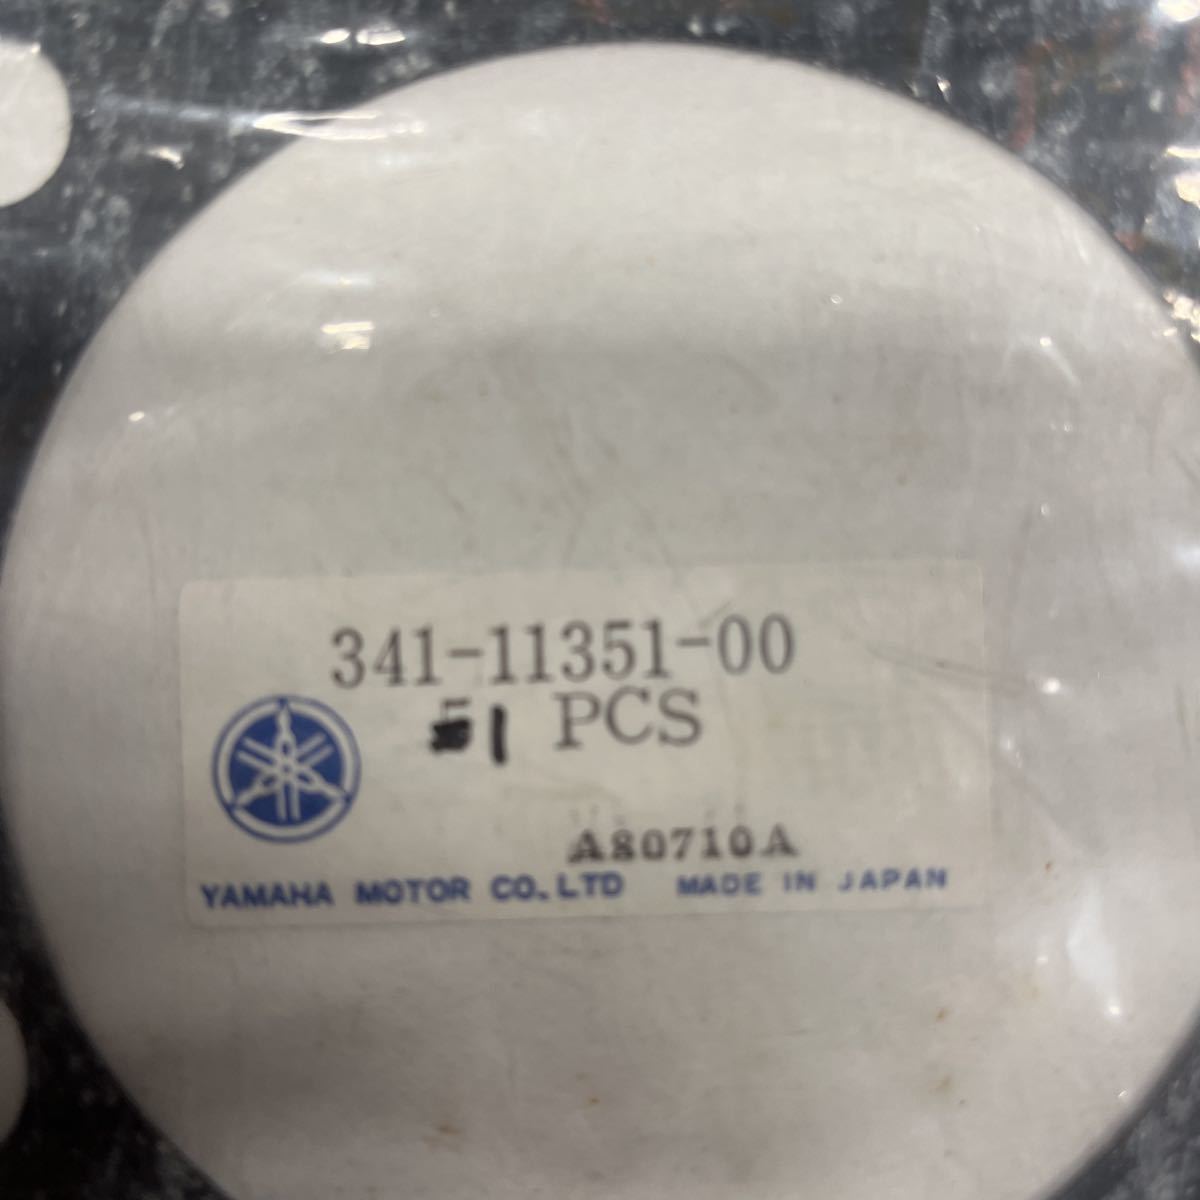 341-11351-00
1 PCS
A80710A
YAMAHA MOTOR CO.LTD MADE IN JAPAN